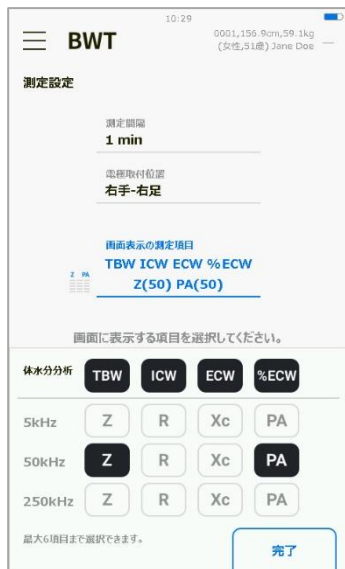 10:29
BWT
0001,156.9cm,59.1kg
(女性,51歳) Jane Doe
測定設定
測定間隔
1 min
電極取付位置
右手-右足
画面表示の測定項目
Z PA
TBW ICW ECW %ECW
Z(50) PA(50)
画面に表示する項目を選択してください。
体水分分析 TBW ICW ECW %ECW
5kHz Z R Xc PA
50kHz Z R Xc PA
250kHz Z R Xc PA
最大6項目まで選択できます。
完了